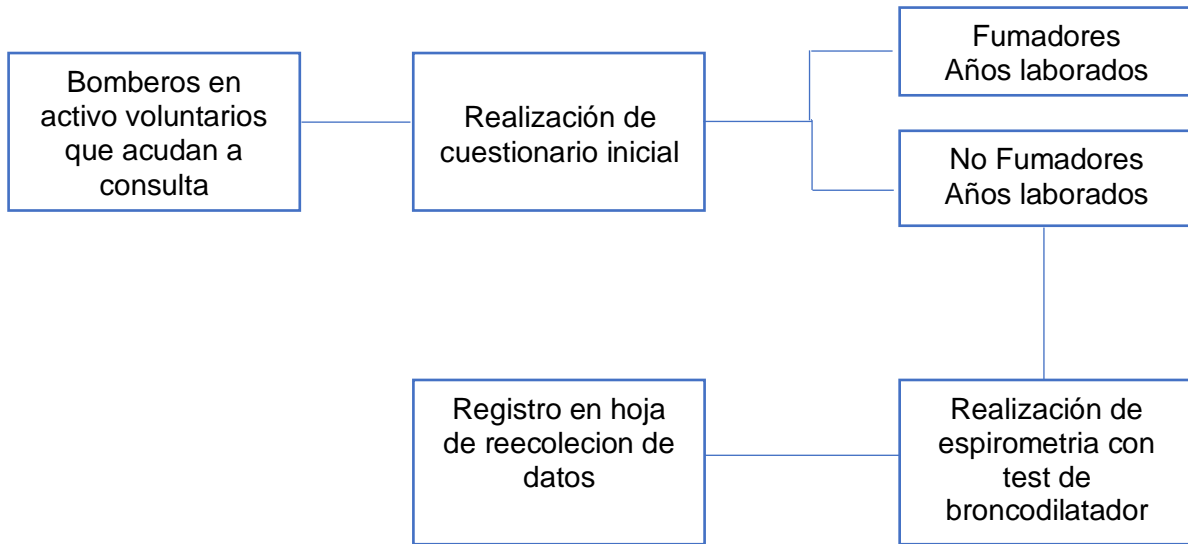 Bomberos en
activo voluntarios
que acudan a
consulta
Realización de
cuestionario inicial
Fumadores
Años laborados
No Fumadores
Años laborados
Registro en hoja
de reecolecion de
datos
Realización de
espirometria con
test de
broncodilatador